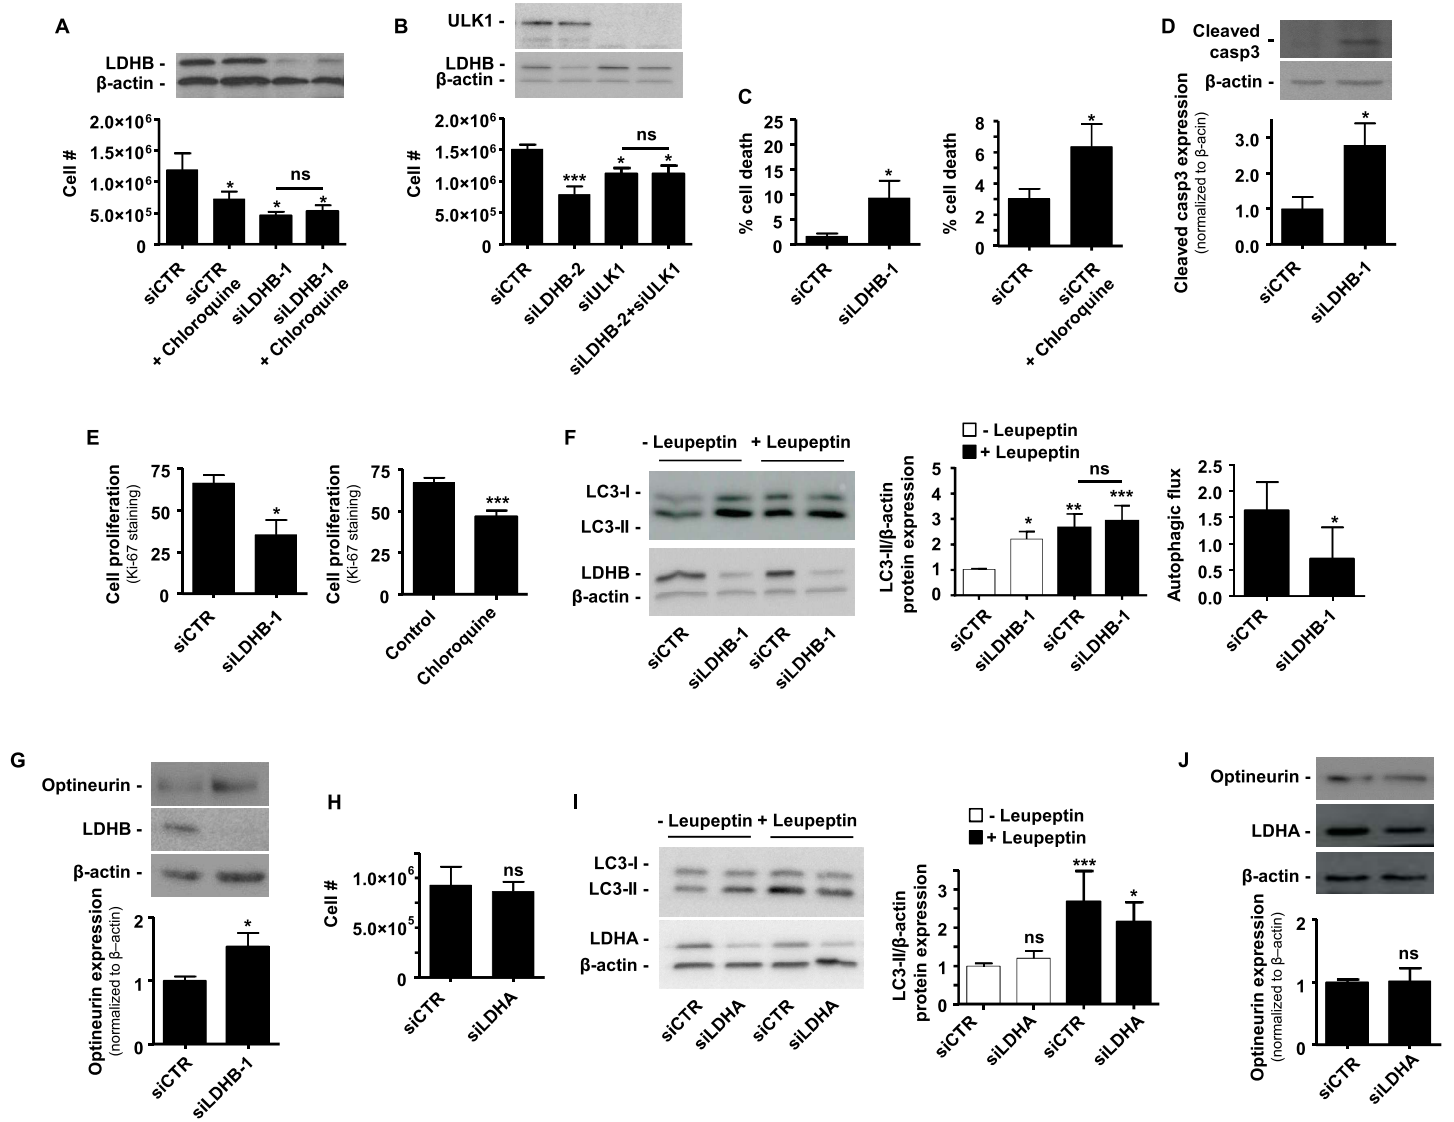 A
LDHB -
β-actin -
Cell #
2.0×10⁶
1.5×10⁶
1.0×10⁶
5.0×10⁵
0
*
*
ns
*
siCTR
siCTR
+ Chloroquine
siLDHB-1
siLDHB-1
+ Chloroquine
B
ULK1 -
LDHB -
β-actin -
Cell #
2.0×10⁶
1.5×10⁶
1.0×10⁶
5.0×10⁵
0
***
*
ns
*
siCTR
siLDHB-2
siULK1
siLDHB-2+siULK1
C
% cell death
25
20
15
10
5
0
*
siCTR
siLDHB-1
% cell death
8
6
4
2
0
*
siCTR
siCTR
+ Chloroquine
D
Cleaved
casp3
-
β-actin -
Cleaved casp3 expression
(normalized to β-acin)
3.0
2.0
1.0
0.0
*
siCTR
siLDHB-1
E
Cell proliferation
(Ki-67 staining)
75
50
25
0
*
siCTR
siLDHB-1
Cell proliferation
(Ki-67 staining)
75
50
25
0
***
Control
Chloroquine
F
- Leupeptin + Leupeptin
LC3-I -
LC3-II -
LDHB -
β-actin -
siCTR
siLDHB-1
siCTR
siLDHB-1
- Leupeptin
+ Leupeptin
LC3-II/β-actin
protein expression
5
4
3
2
1
0
*
**
ns
***
siCTR
siLDHB-1
siCTR
siLDHB-1
Autophagic flux
2.5
2.0
1.5
1.0
0.5
0.0
*
siCTR
siLDHB-1
G
Optineurin -
LDHB -
β-actin -
Optineurin expression
(normalized to β–actin)
2
1
0
*
siCTR
siLDHB-1
H
Cell #
1.0×10⁶
5.0×10⁵
0
ns
siCTR
siLDHA
I
- Leupeptin + Leupeptin
LC3-I -
LC3-II -
LDHA -
β-actin -
siCTR
siLDHA
siCTR
siLDHA
- Leupeptin
+ Leupeptin
LC3-II/β-actin
protein expression
3
2
1
0
ns
***
*
siCTR
siLDHA
siCTR
siLDHA
J
Optineurin -
LDHA -
β-actin -
Optineurin expression
(normalized to β–actin)
2
1
0
ns
siCTR
siLDHA